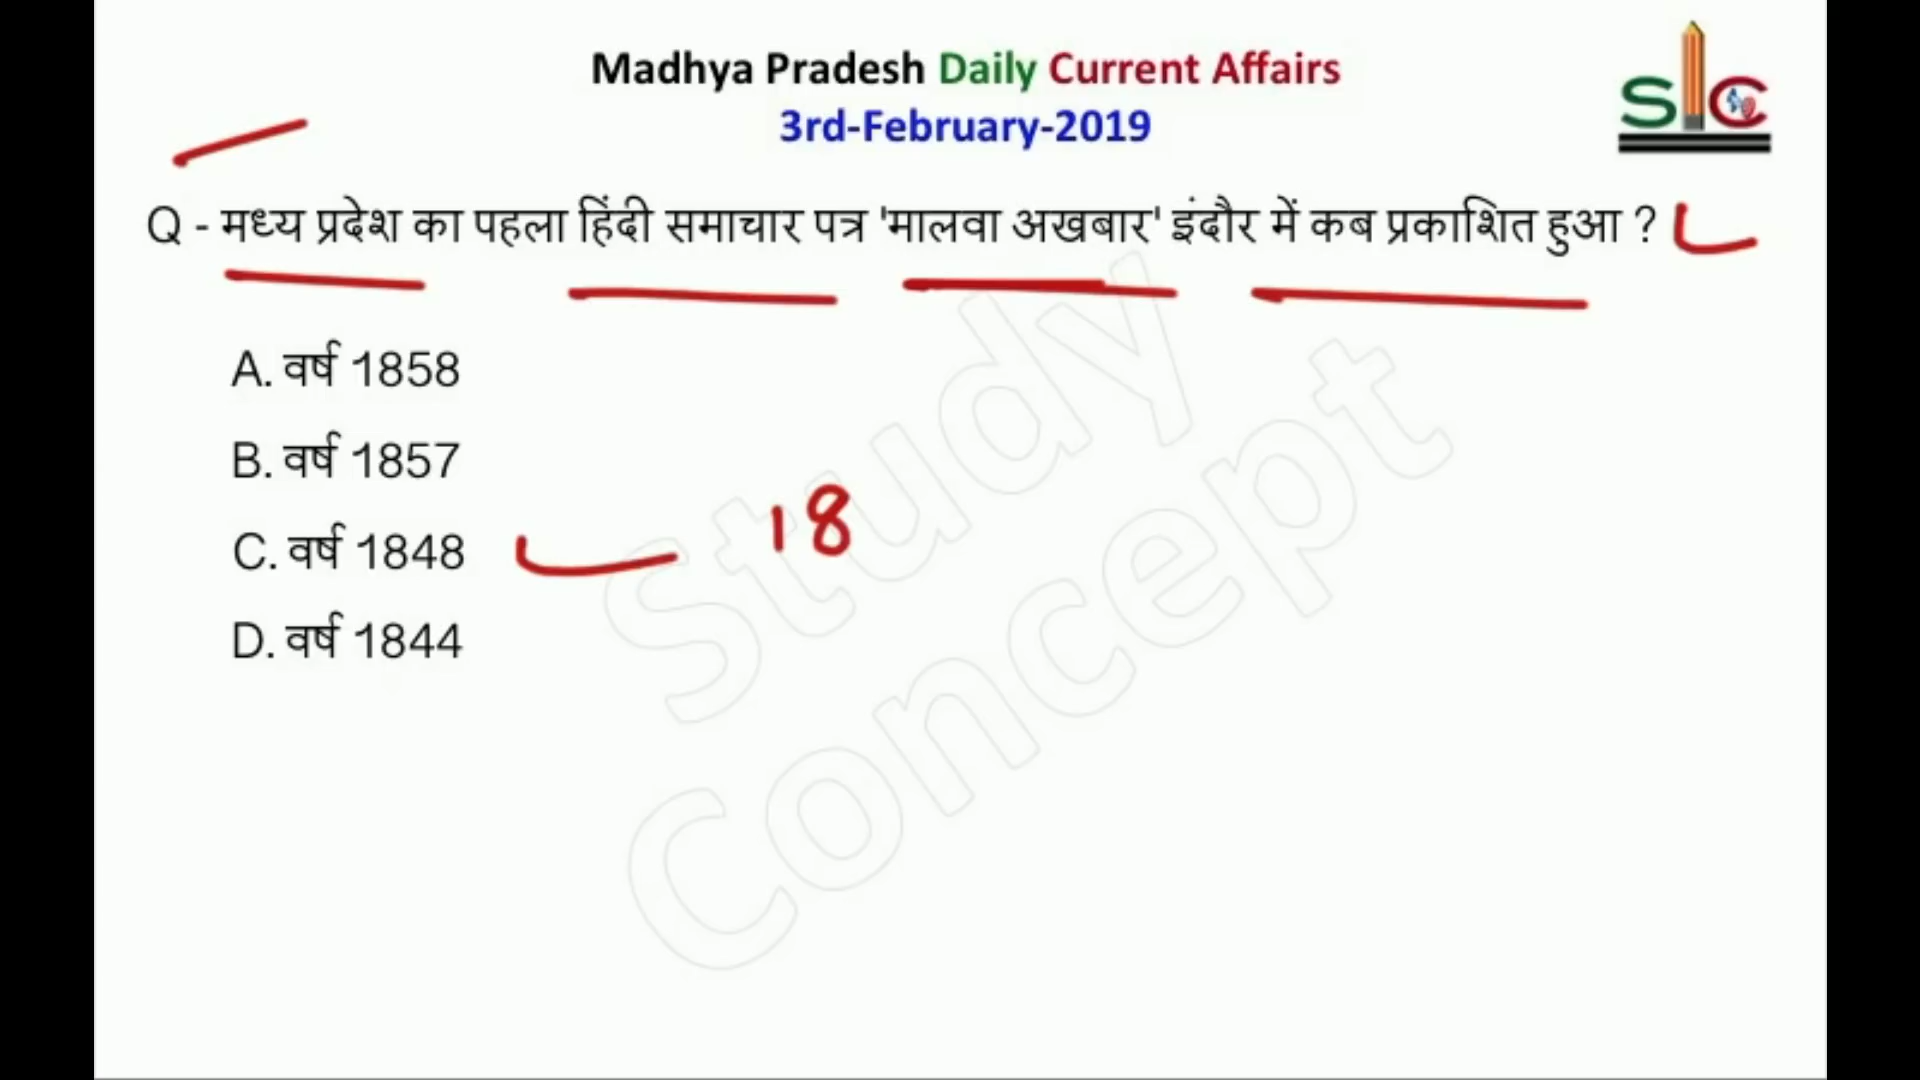 Madhya Pradesh Daily Current Affairs
3rd-February-2019
SLC
Q - मध्य प्रदेश का पहला हिंदी समाचार पत्र 'मालवा अखबार' इंदौर में कब प्रकाशित हुआ ?
A. वर्ष 1858
B. वर्ष 1857
C. वर्ष 1848
18
D. वर्ष 1844
Study
Concept